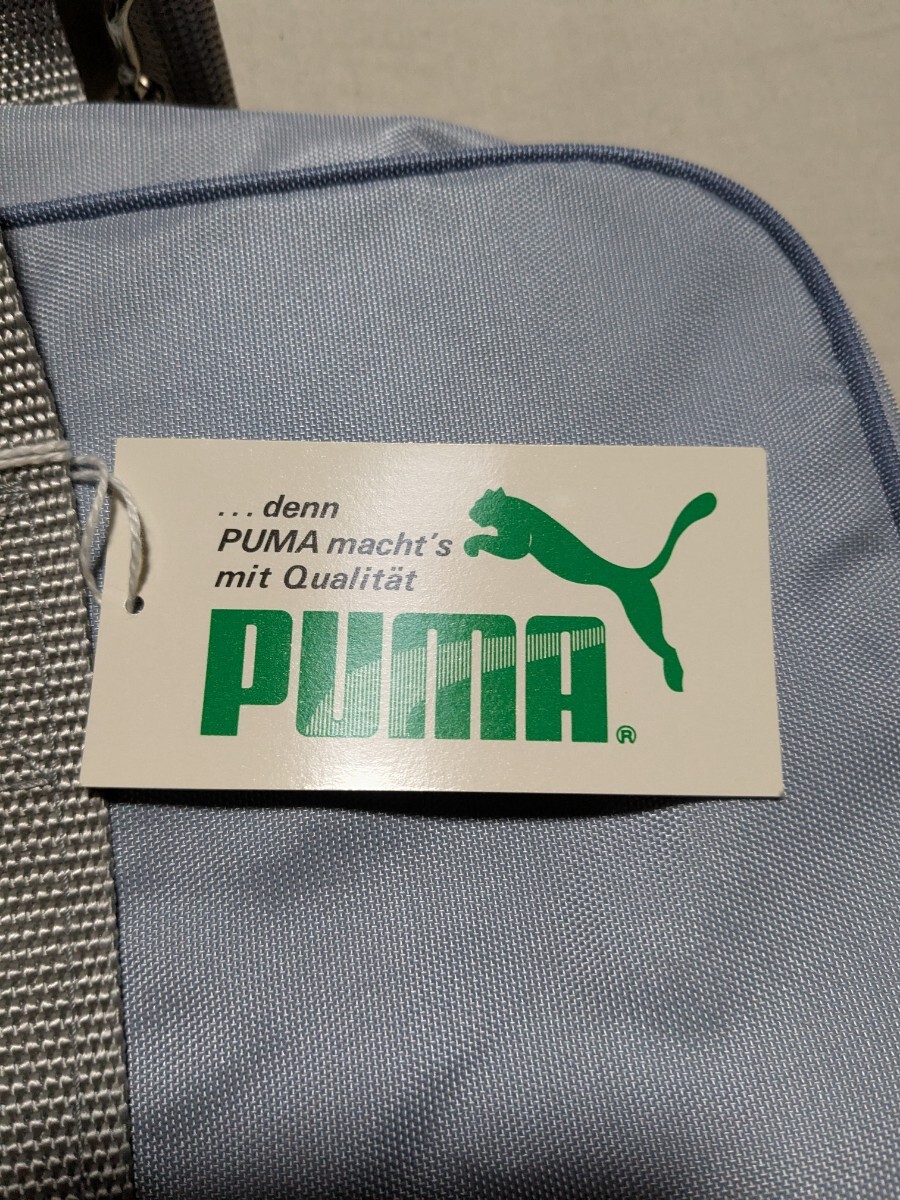 ...denn
PUMA macht's
mit Qualität
PUMA®